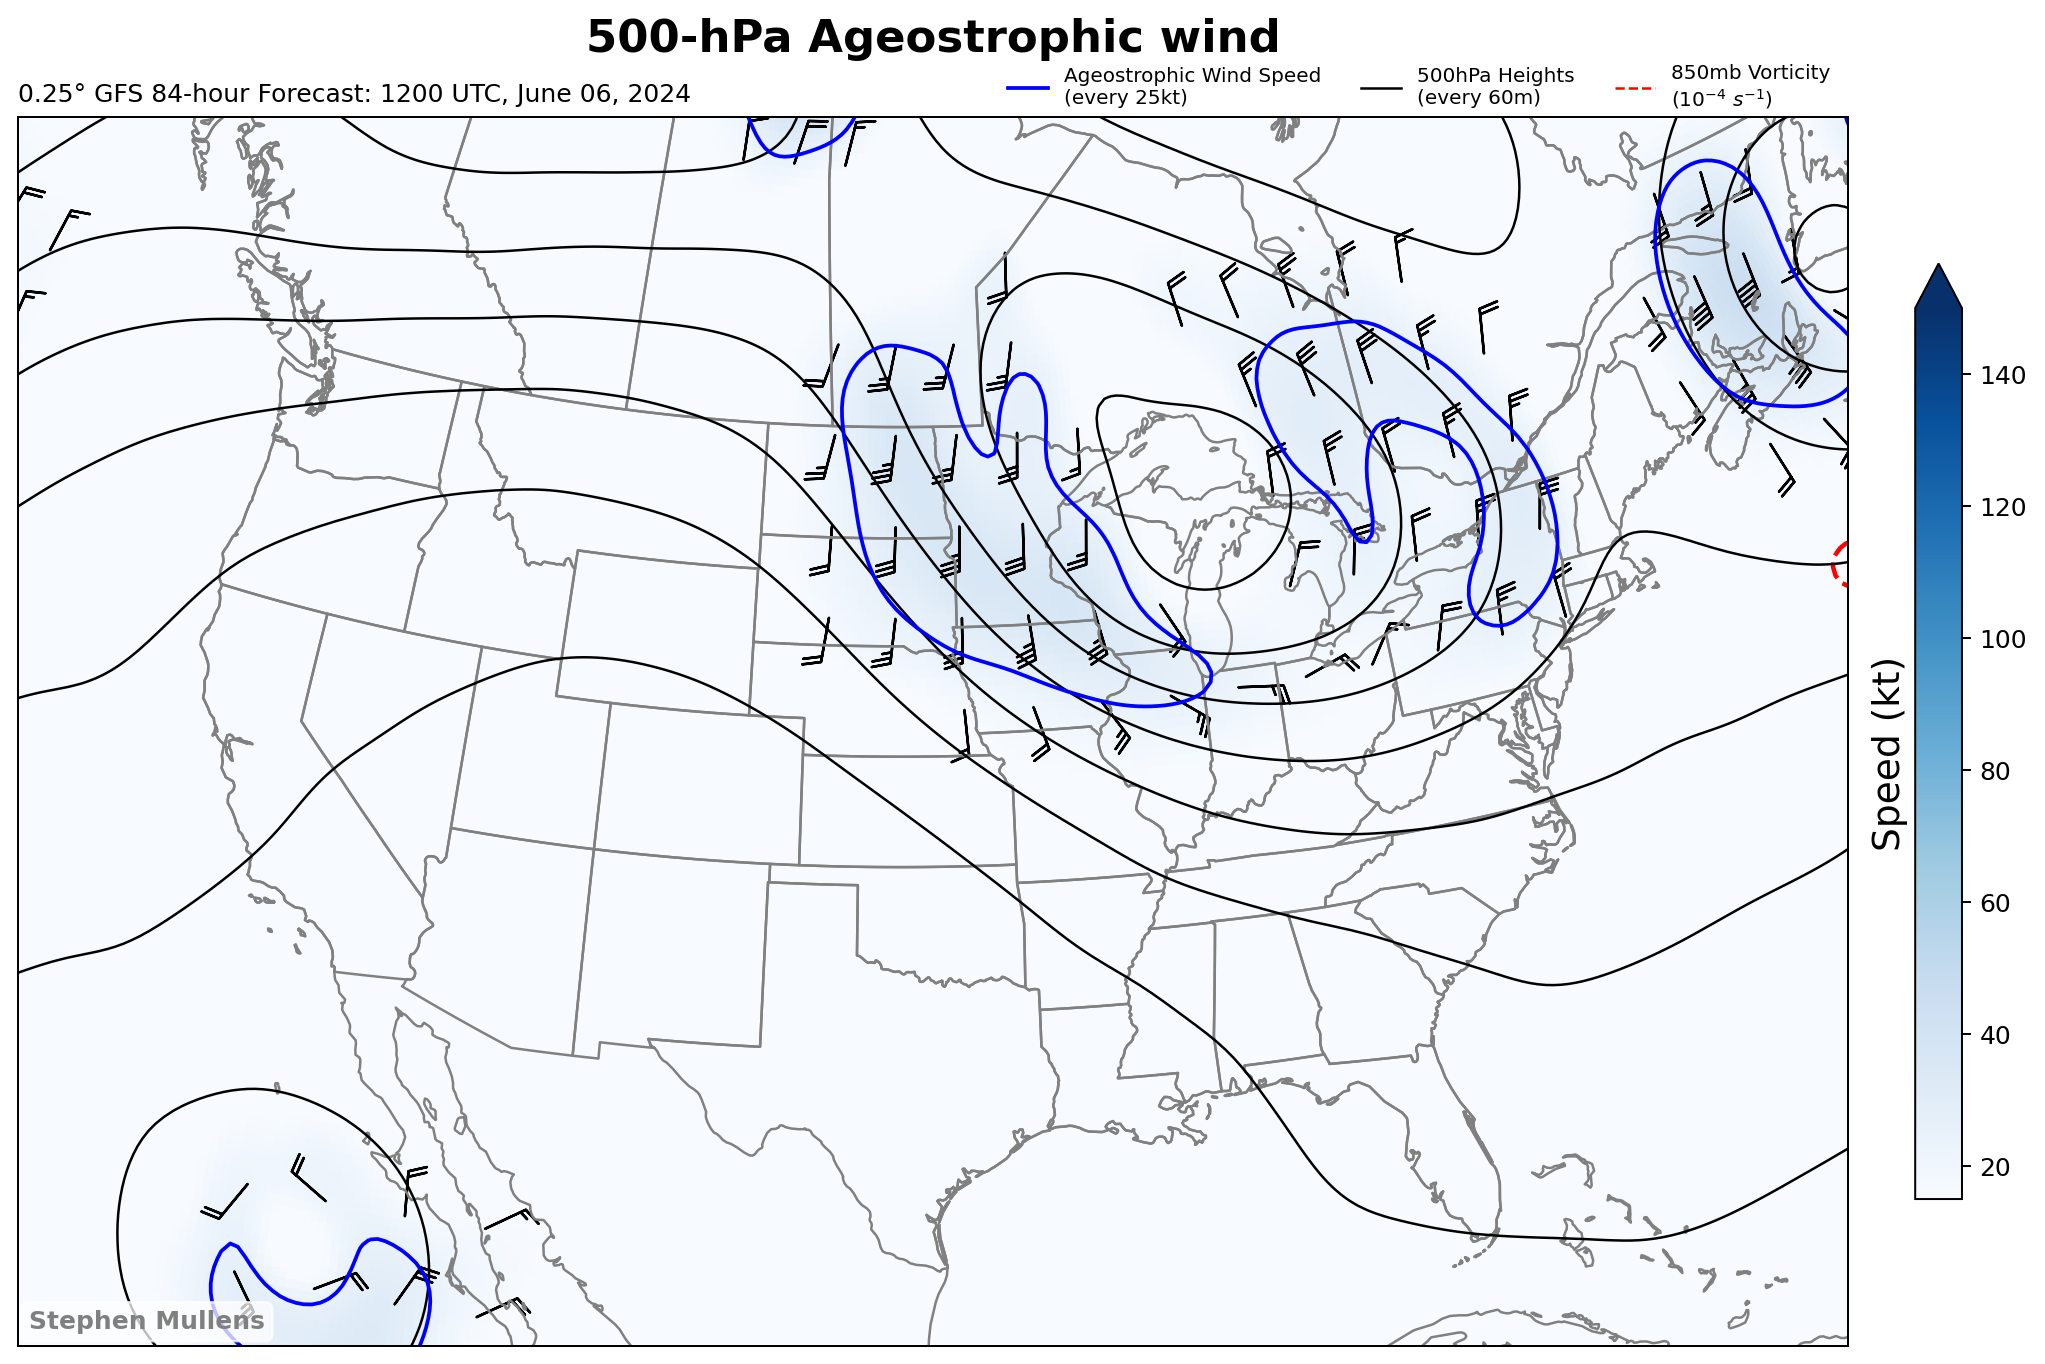 500-hPa Ageostrophic wind
0.25° GFS 84-hour Forecast: 1200 UTC, June 06, 2024
Ageostrophic Wind Speed
(every 25kt)
500hPa Heights
(every 60m)
850mb Vorticity
(10⁻⁴ s⁻¹)
140
120
100
80
60
40
20
Speed (kt)
Stephen Mullens